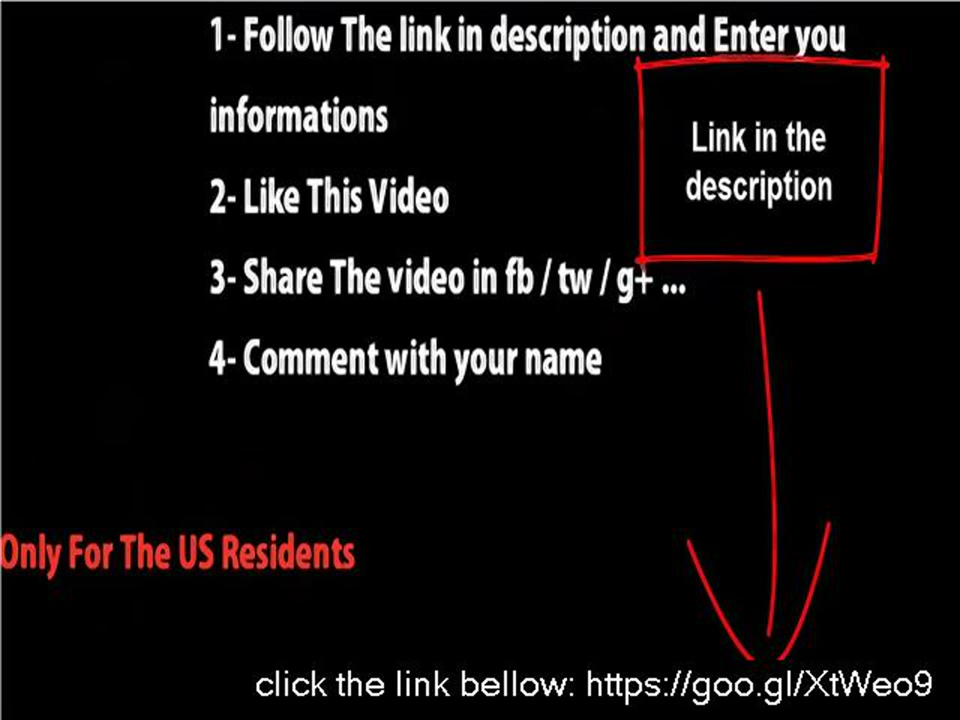 1- Follow The link in description and Enter you
informations
Link in the
description
2- Like This Video
3- Share The video in fb / tw / g+ ...
4- Comment with your name
Only For The US Residents
click the link bellow: https://goo.gl/XtWeo9